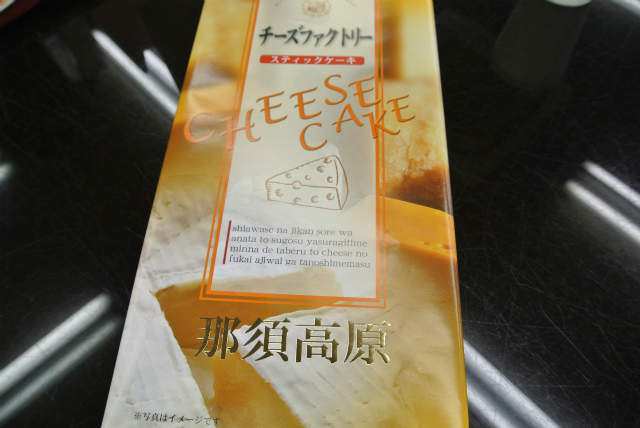 チーズファクトリー
スティックケーキ
CHEESE
CAKE
shiawase na jikan sore wa
anata to sugosu yasuragitime
minna de taberu to cheese no
fukai ajiwai ga tanoshimemasu
那須高原
※写真はイメージです